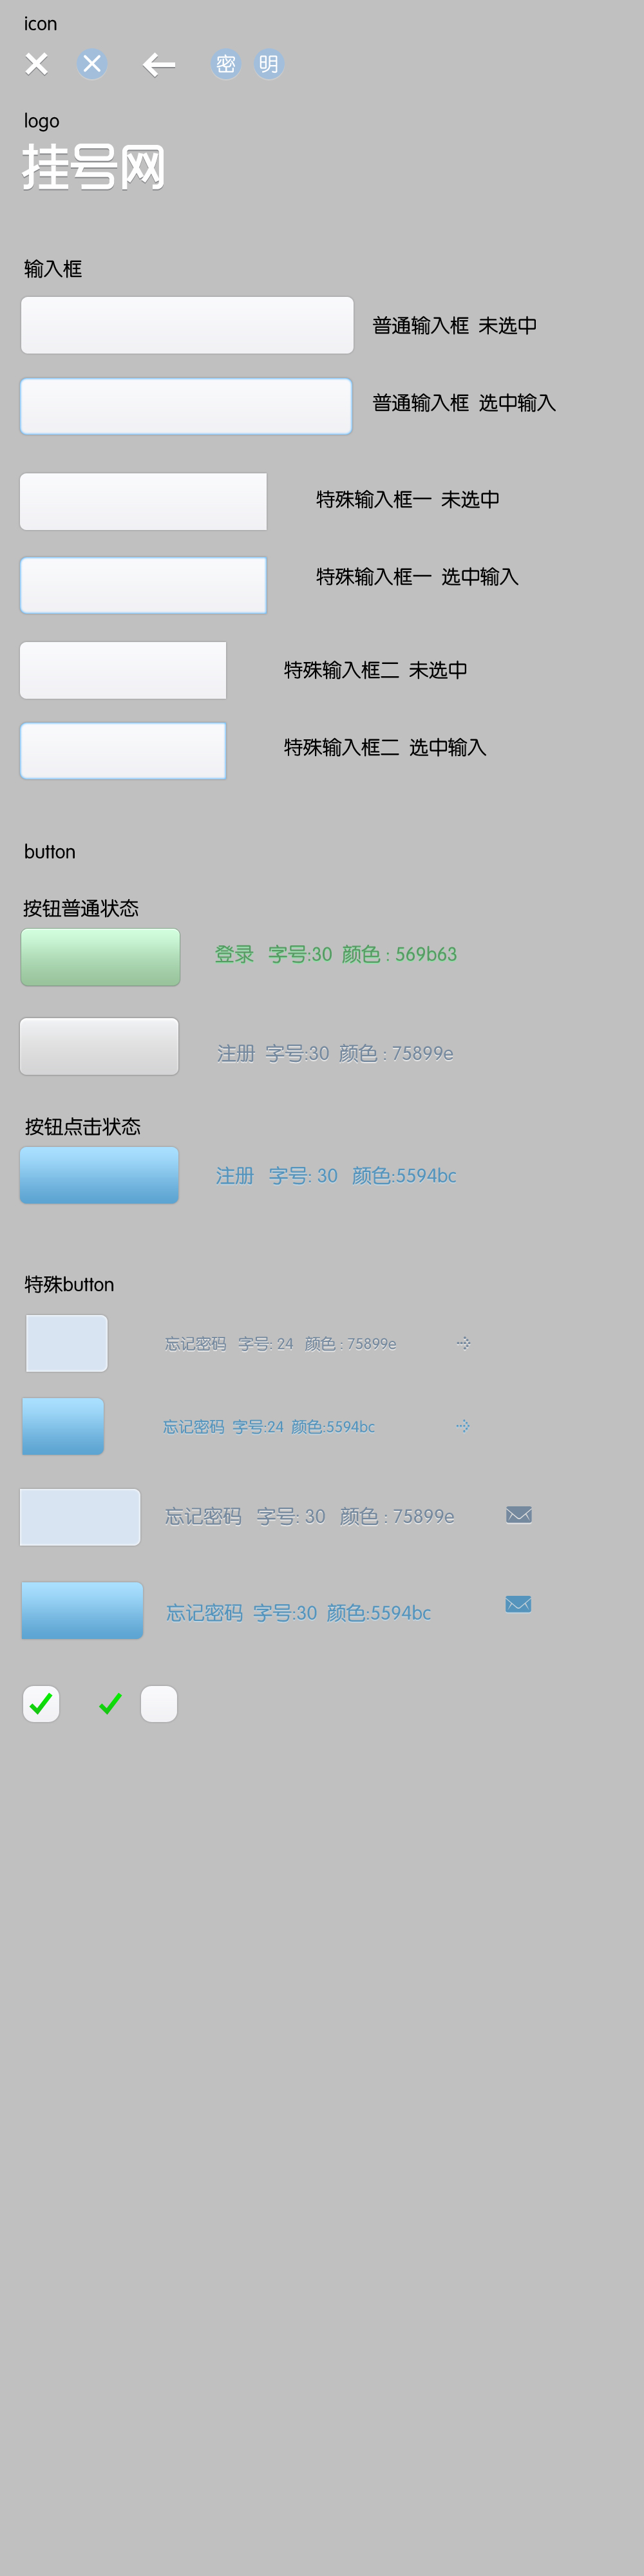 icon
密 明
logo
挂号网
输入框
普通输入框 未选中
普通输入框 选中输入
特殊输入框一 未选中
特殊输入框一 选中输入
特殊输入框二 未选中
特殊输入框二 选中输入
button
按钮普通状态
登录 字号:30 颜色 : 569b63
注册 字号:30 颜色 : 75899e
按钮点击状态
注册 字号: 30 颜色:5594bc
特殊button
忘记密码 字号: 24 颜色 : 75899e
忘记密码 字号:24 颜色:5594bc
忘记密码 字号: 30 颜色 : 75899e
忘记密码 字号:30 颜色:5594bc